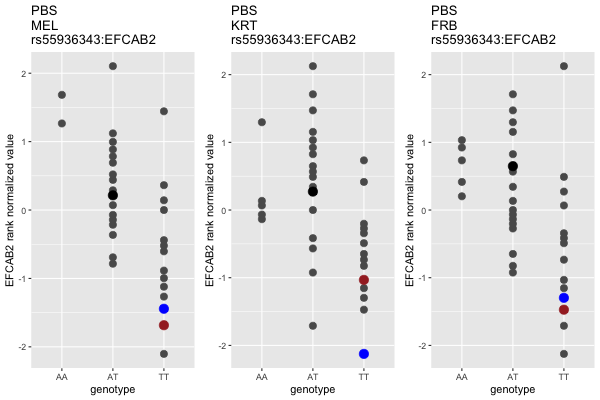 PBS
MEL
rs55936343:EFCAB2
EFCAB2 rank normalized value
2
1
0
-1
-2
AA AT TT
genotype
PBS
KRT
rs55936343:EFCAB2
EFCAB2 rank normalized value
2
1
0
-1
-2
AA AT TT
genotype
PBS
FRB
rs55936343:EFCAB2
EFCAB2 rank normalized value
2
1
0
-1
-2
AA AT TT
genotype